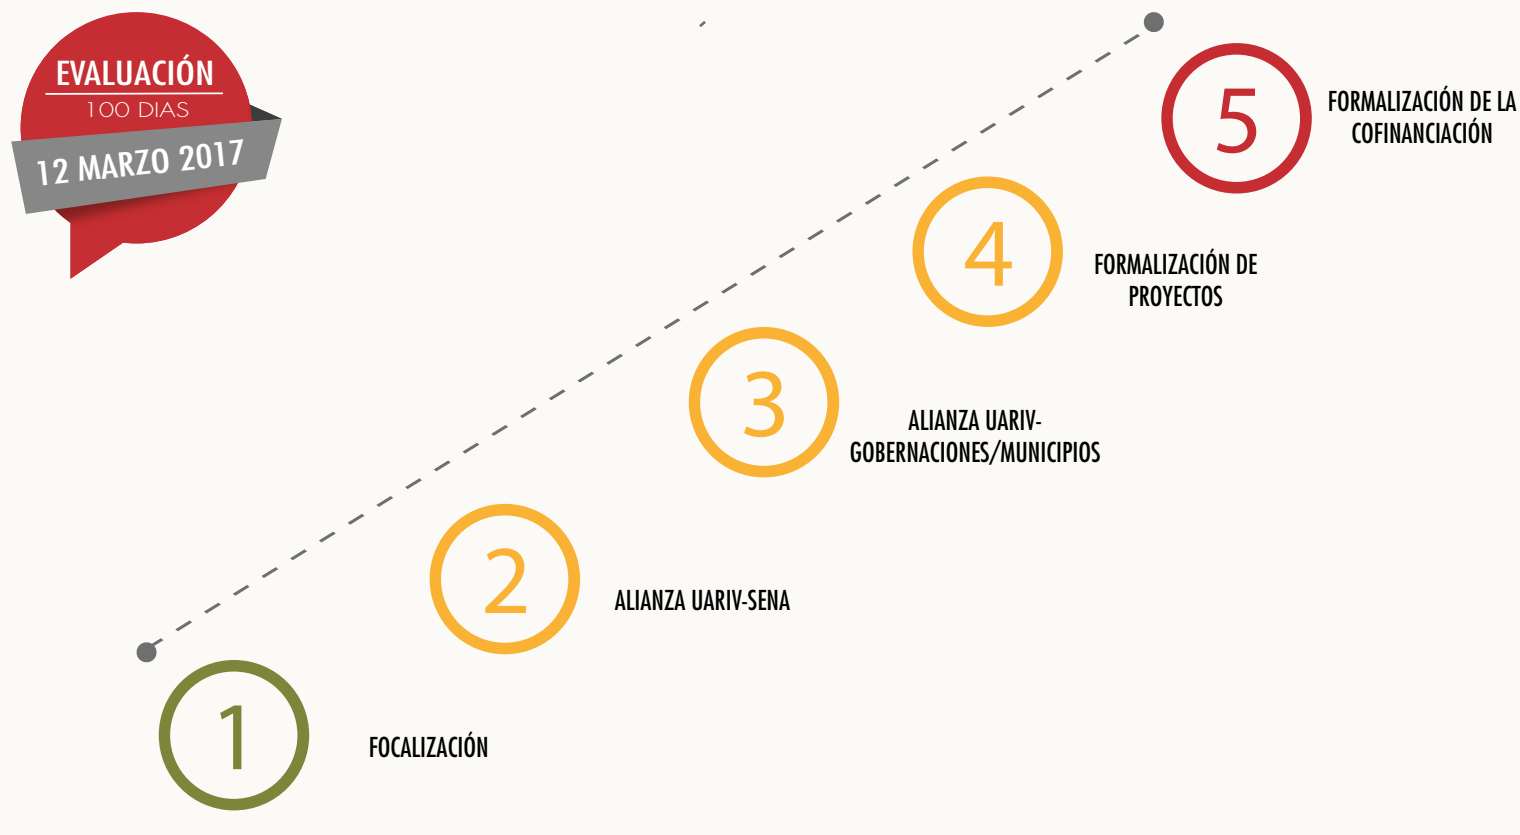 EVALUACIÓN
100 DIAS
12 MARZO 2017
5
FORMALIZACIÓN DE LA
COFINANCIACIÓN
4
FORMALIZACIÓN DE
PROYECTOS
3
ALIANZA UARIV-
GOBERNACIONES/MUNICIPIOS
2
ALIANZA UARIV-SENA
1
FOCALIZACIÓN